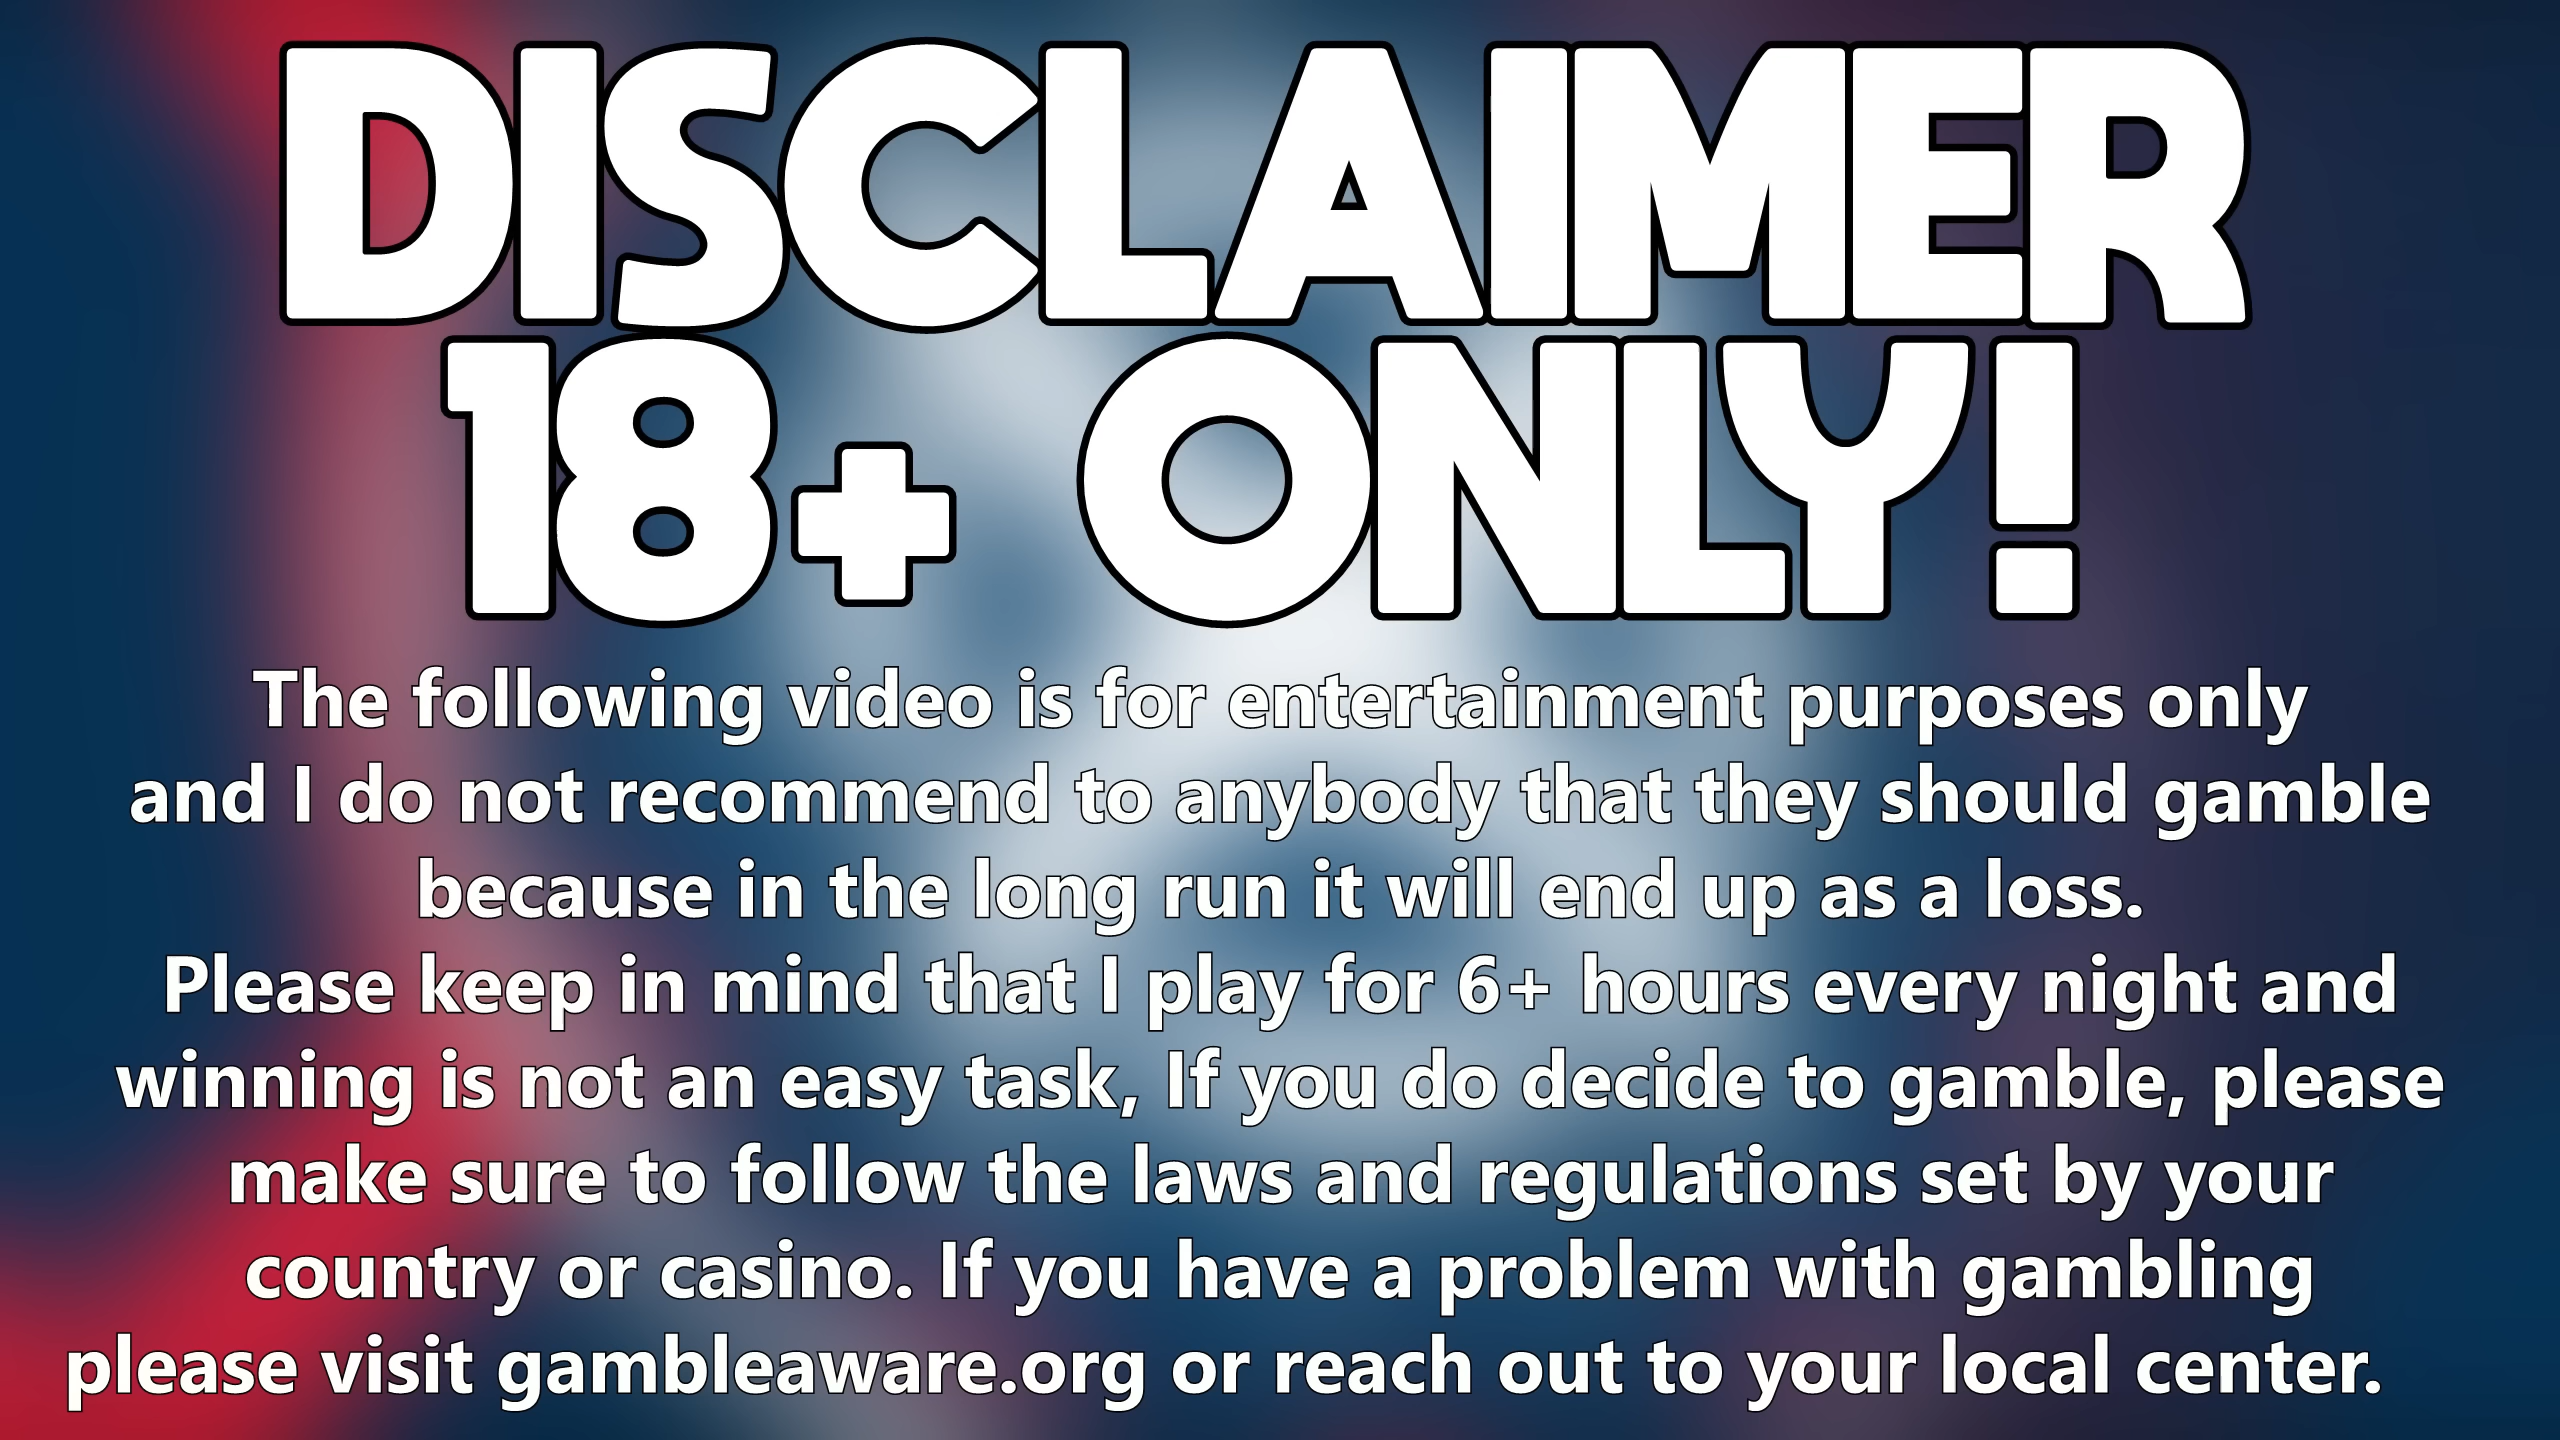 DISCLAIMER
18+ ONLY!
The following video is for entertainment purposes only
and I do not recommend to anybody that they should gamble
because in the long run it will end up as a loss.
Please keep in mind that I play for 6+ hours every night and
winning is not an easy task, If you do decide to gamble, please
make sure to follow the laws and regulations set by your
country or casino. If you have a problem with gambling
please visit gambleaware.org or reach out to your local center.